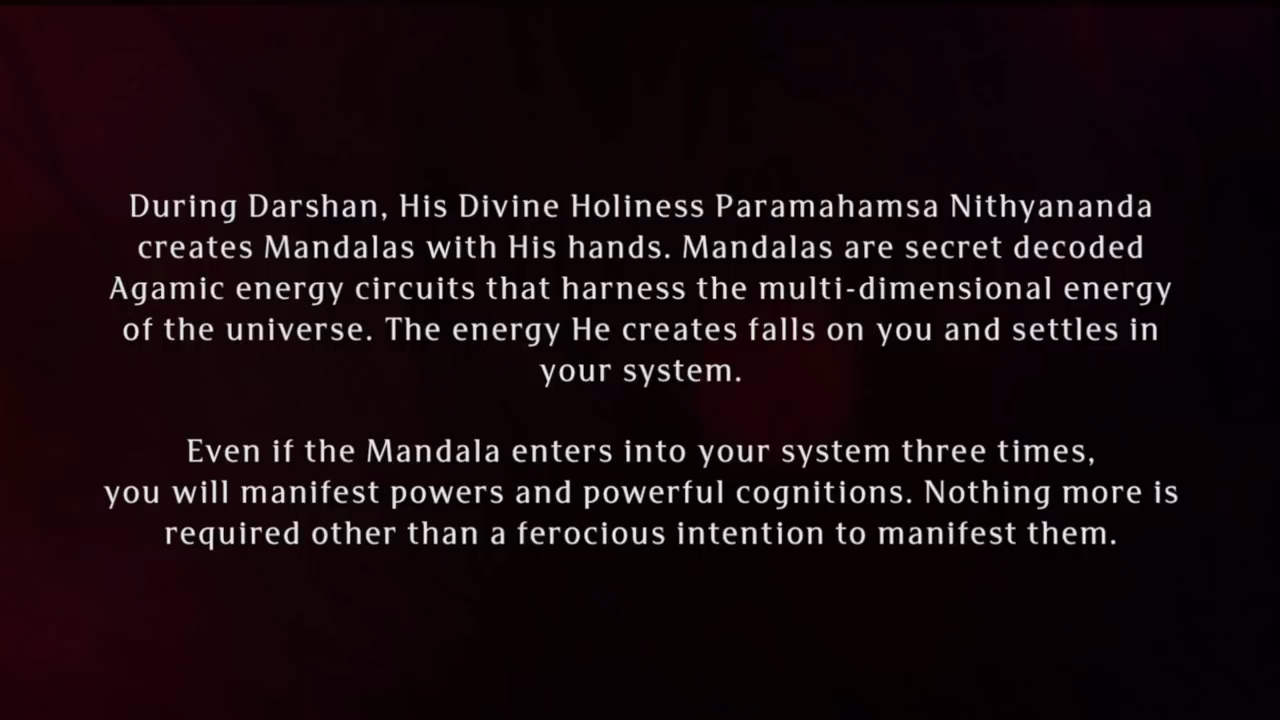 During Darshan, His Divine Holiness Paramahamsa Nithyananda
creates Mandalas with His hands. Mandalas are secret decoded
Agamic energy circuits that harness the multi-dimensional energy
of the universe. The energy He creates falls on you and settles in
your system.
Even if the Mandala enters into your system three times,
you will manifest powers and powerful cognitions. Nothing more is
required other than a ferocious intention to manifest them.